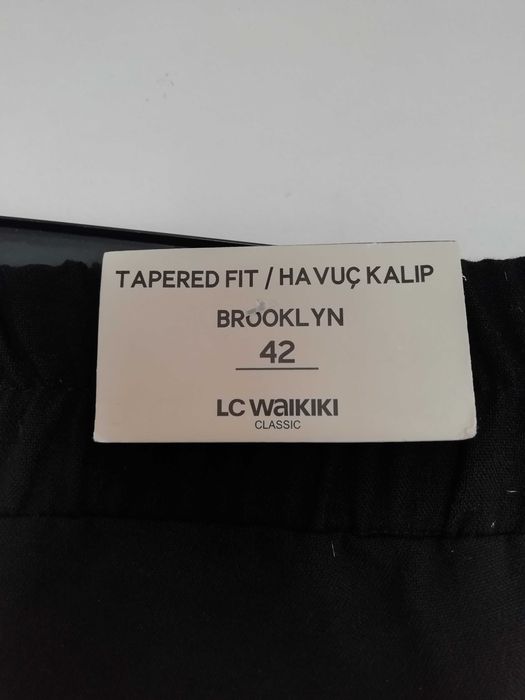 TAPERED FIT / HAVUÇ KALIP
BROOKLYN
42
LC WAIKIKI
CLASSIC